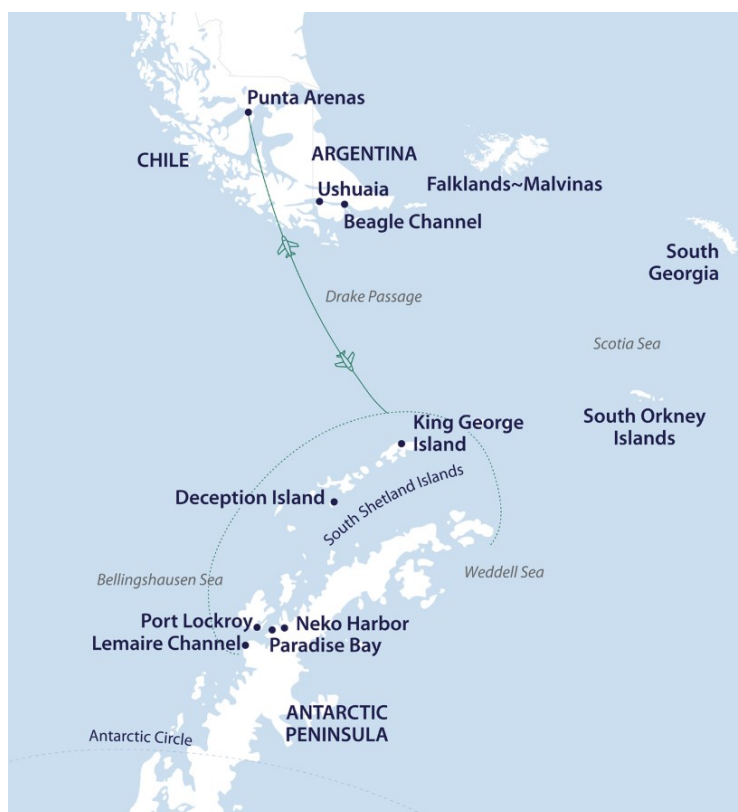 Punta Arenas
CHILE
ARGENTINA
Ushuaia
Falklands~Malvinas
Beagle Channel
South
Georgia
Drake Passage
Scotia Sea
King George
Island
South Orkney
Islands
Deception Island
South Shetland Islands
Bellingshausen Sea
Weddell Sea
Port Lockroy
Neko Harbor
Lemaire Channel
Paradise Bay
ANTARCTIC
PENINSULA
Antarctic Circle